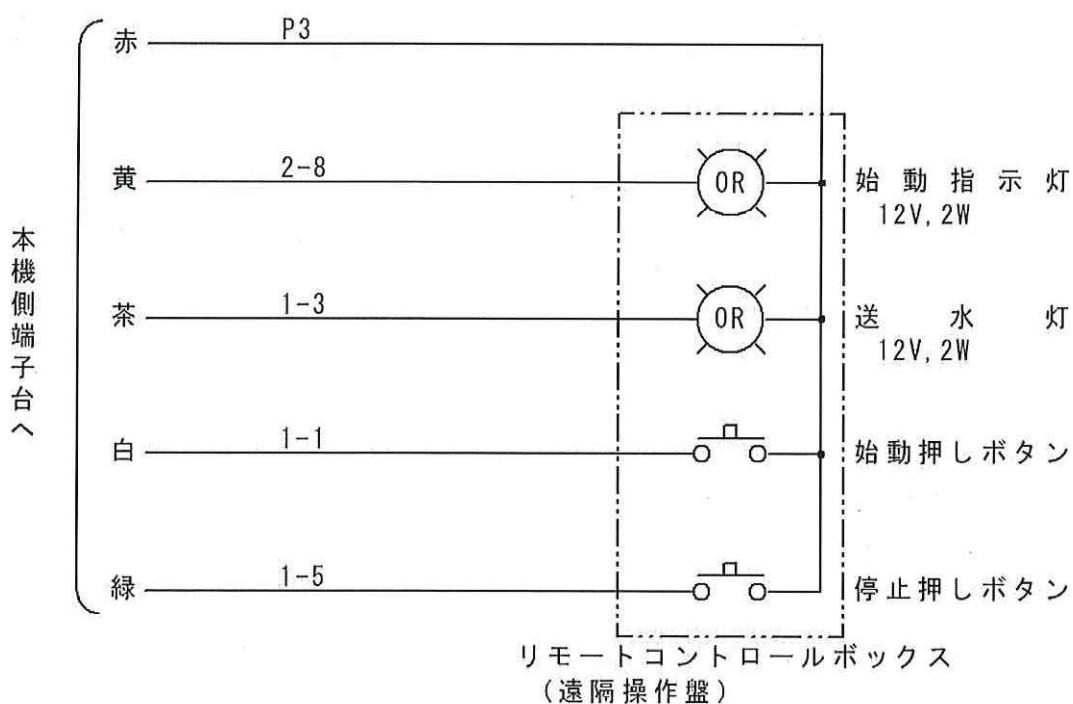 赤 P3
黄 2-8 OR 始動指示灯
12V, 2W
茶 1-3 OR 送水灯
12V, 2W
白 1-1 始動押しボタン
緑 1-5 停止押しボタン
本機側端子台へ
リモートコントロールボックス
(遠隔操作盤)